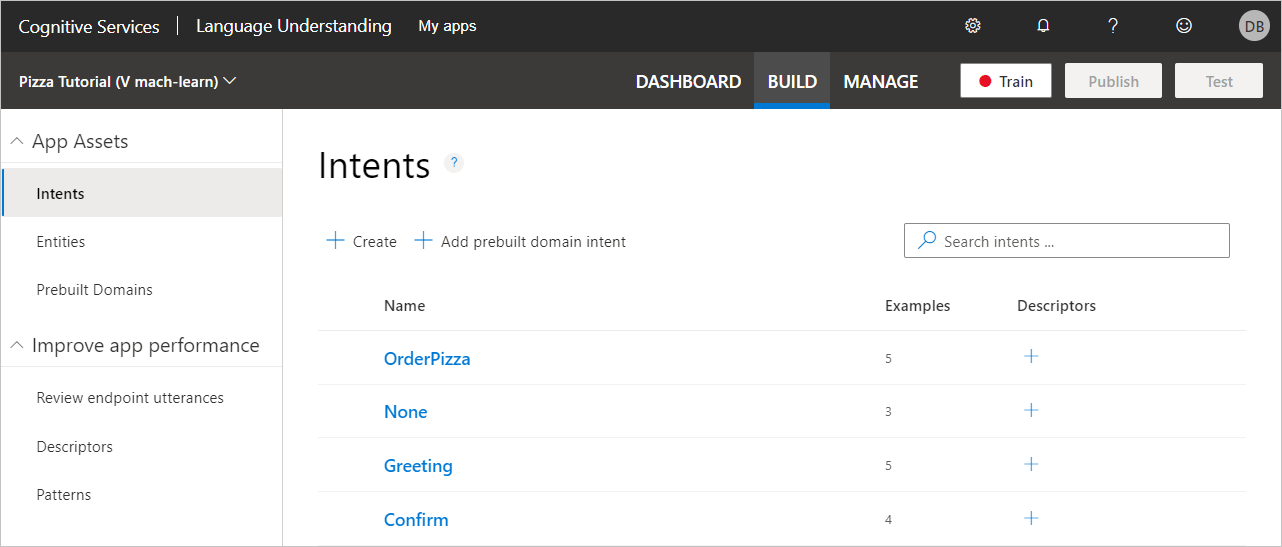 Cognitive Services | Language Understanding My apps ? DB
Pizza Tutorial (V mach-learn) DASHBOARD BUILD MANAGE Train Publish Test
App Assets
Intents
Entities
Prebuilt Domains
Improve app performance
Review endpoint utterances
Descriptors
Patterns
Intents ?
+ Create + Add prebuilt domain intent Search intents ...
Name Examples Descriptors
OrderPizza 5 +
None 3 +
Greeting 5 +
Confirm 4 +